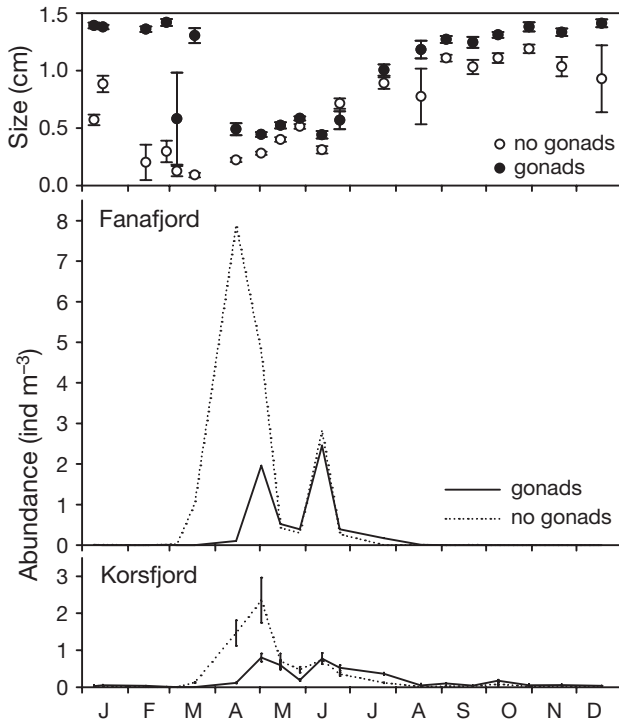 1.5
1.0
0.5
0.0
Size (cm)
no gonads
gonads
Fanafjord
8
7
6
5
4
3
2
1
0
Abundance (ind m⁻³)
gonads
no gonads
Korsfjord
3
2
1
0
J F M A M J J A S O N D